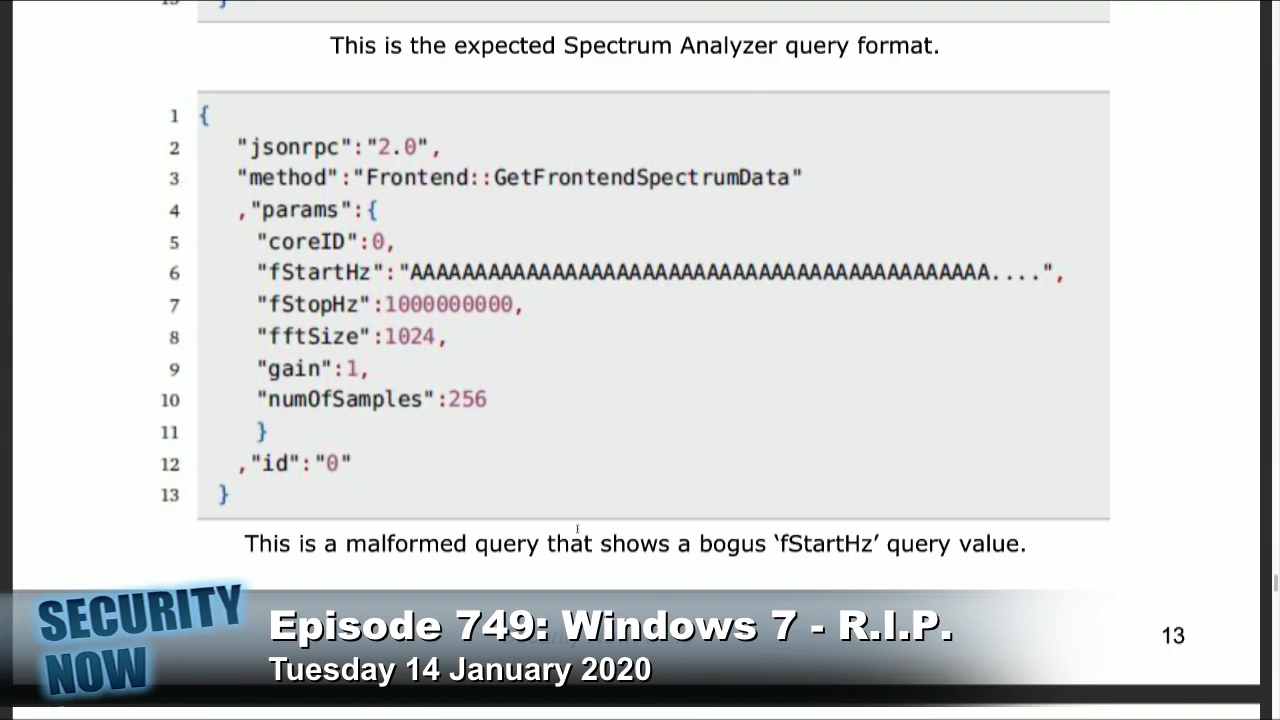 This is the expected Spectrum Analyzer query format.
1 {
2 "jsonrpc":"2.0",
3 "method":"Frontend::GetFrontendSpectrumData"
4 ,"params":{
5 "coreID":0,
6 "fStartHz":"AAAAAAAAAAAAAAAAAAAAAAAAAAAAAAAAAAAAAAAAAAAAA....",
7 "fStopHz":1000000000,
8 "fftSize":1024,
9 "gain":1,
10 "numOfSamples":256
11 }
12 ,"id":"0"
13 }
This is a malformed query that shows a bogus ‘fStartHz’ query value.
SECURITY
NOW
Episode 749: Windows 7 - R.I.P.
Tuesday 14 January 2020
13